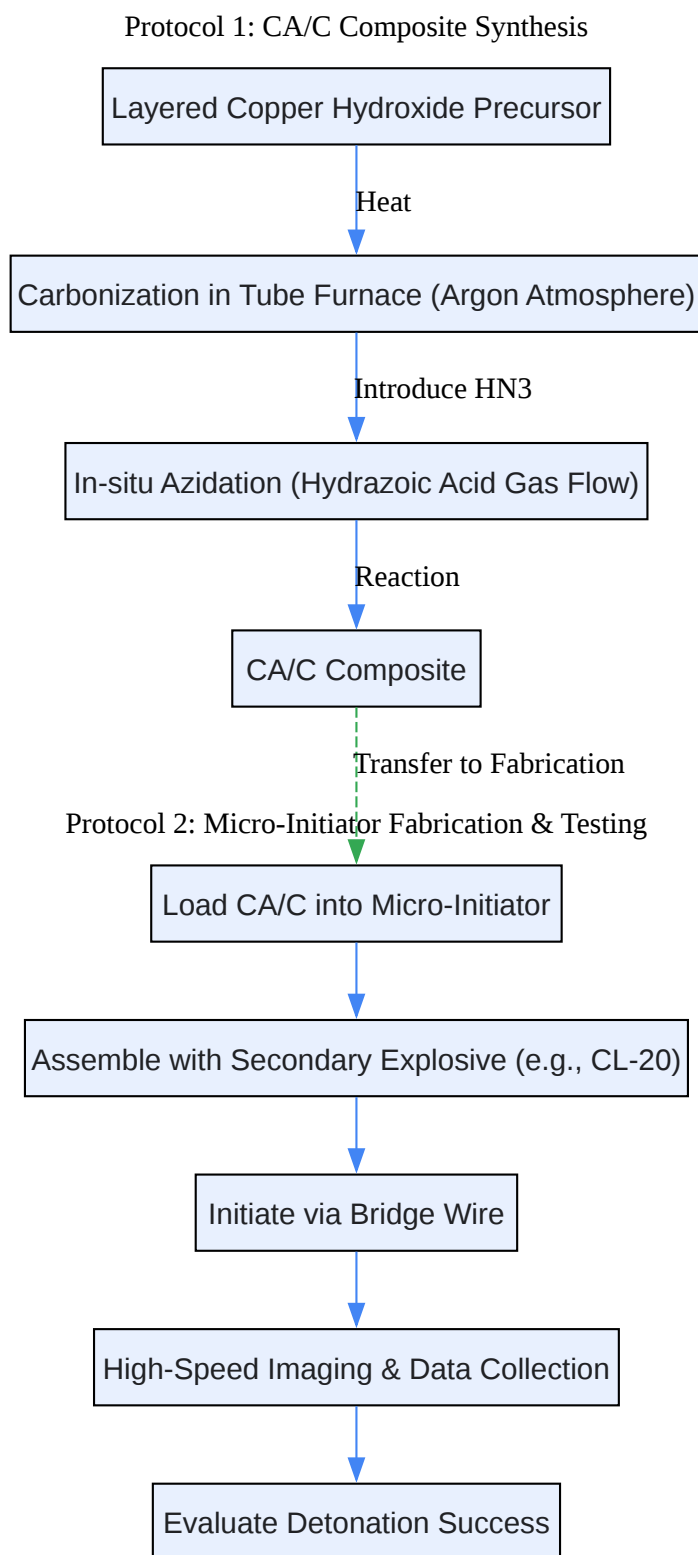 Protocol 1: CA/C Composite Synthesis
Layered Copper Hydroxide Precursor
Heat
Carbonization in Tube Furnace (Argon Atmosphere)
Introduce HN3
In-situ Azidation (Hydrazoic Acid Gas Flow)
Reaction
CA/C Composite
Transfer to Fabrication
Protocol 2: Micro-Initiator Fabrication & Testing
Load CA/C into Micro-Initiator
Assemble with Secondary Explosive (e.g., CL-20)
Initiate via Bridge Wire
High-Speed Imaging & Data Collection
Evaluate Detonation Success